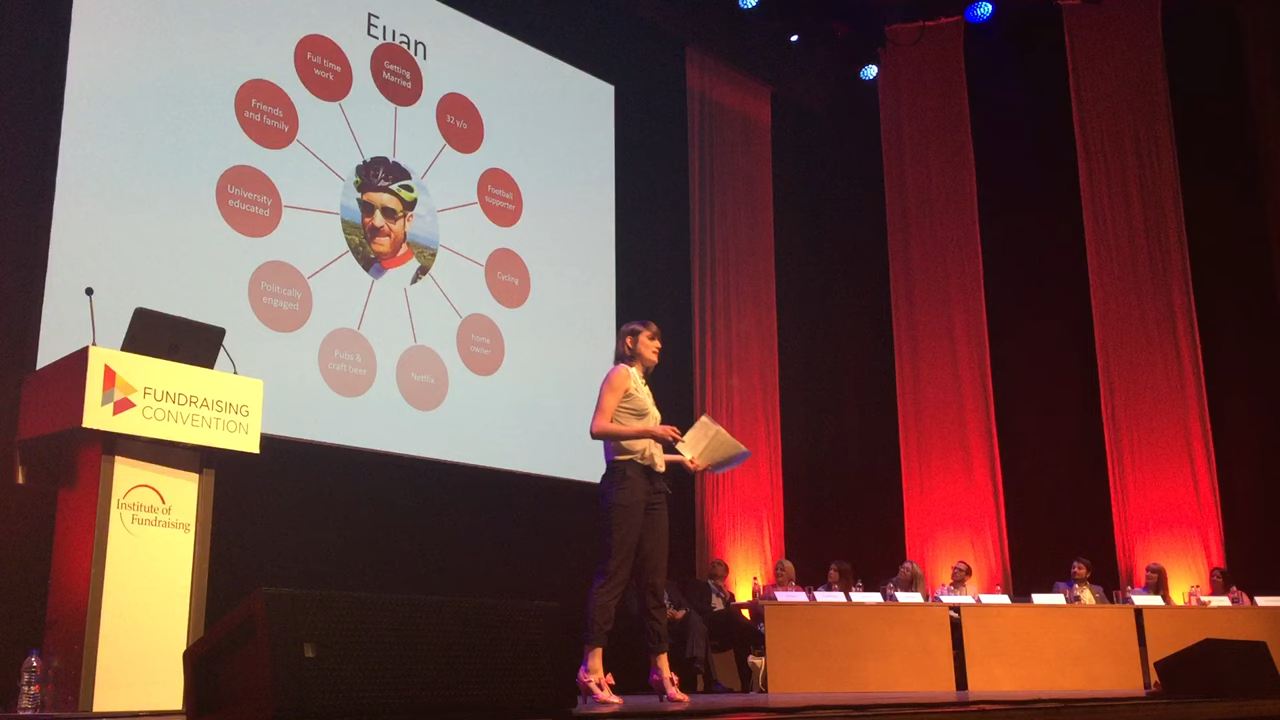 Euan
Full time
work
Getting
Married
Friends
and family
32 y/o
University
educated
Football
supporter
Politically
engaged
Cycling
Pubs &
craft beer
Netflix
home
owner
FUNDRAISING
CONVENTION
Institute of
Fundraising